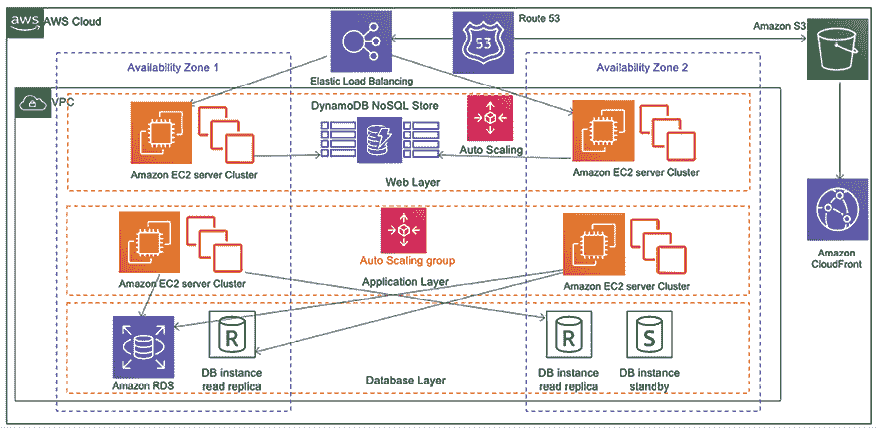 aws
AWS Cloud
Route 53
53
Amazon S3
Availability Zone 1
Elastic Load Balancing
Availability Zone 2
VPC
DynamoDB NoSQL Store
Auto Scaling
Amazon EC2 server Cluster
Amazon EC2 server Cluster
Web Layer
Auto Scaling group
Amazon EC2 server Cluster
Application Layer
Amazon EC2 server Cluster
Amazon
CloudFront
R
R
S
Amazon RDS
DB instance
read replica
Database Layer
DB instance
read replica
DB instance
standby